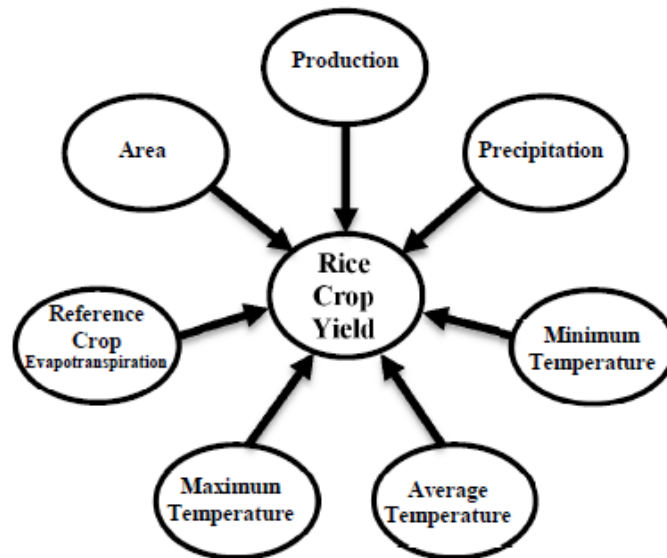 Production
Area
Precipitation
Rice
Crop
Yield
Reference
Crop
Evapotranspiration
Minimum
Temperature
Maximum
Temperature
Average
Temperature